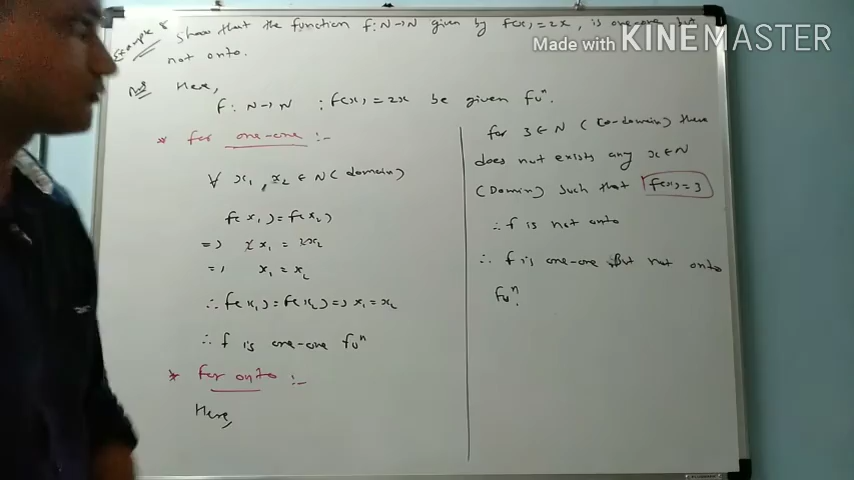 Example 8 Show that the function f: N→N given by f(x)=2x, is one-one but
not onto.
Made with KINEMASTER
Ans Here,
f: N→N : f(x)=2x be given fuⁿ.
* for one-one :-
∀ x₁, x₂ ∈ N (domain)
f(x₁)=f(x₂)
=> 2x₁ = 2x₂
=> x₁ = x₂
∴ f(x₁)=f(x₂)=> x₁=x₂
∴ f is one-one fuⁿ
* for onto :-
Here,
for 3 ∈ N (co-domain) there
does not exists any x∈N
(Domain) such that f(x)=3
∴ f is not onto
∴ f is one-one but not onto
fuⁿ.